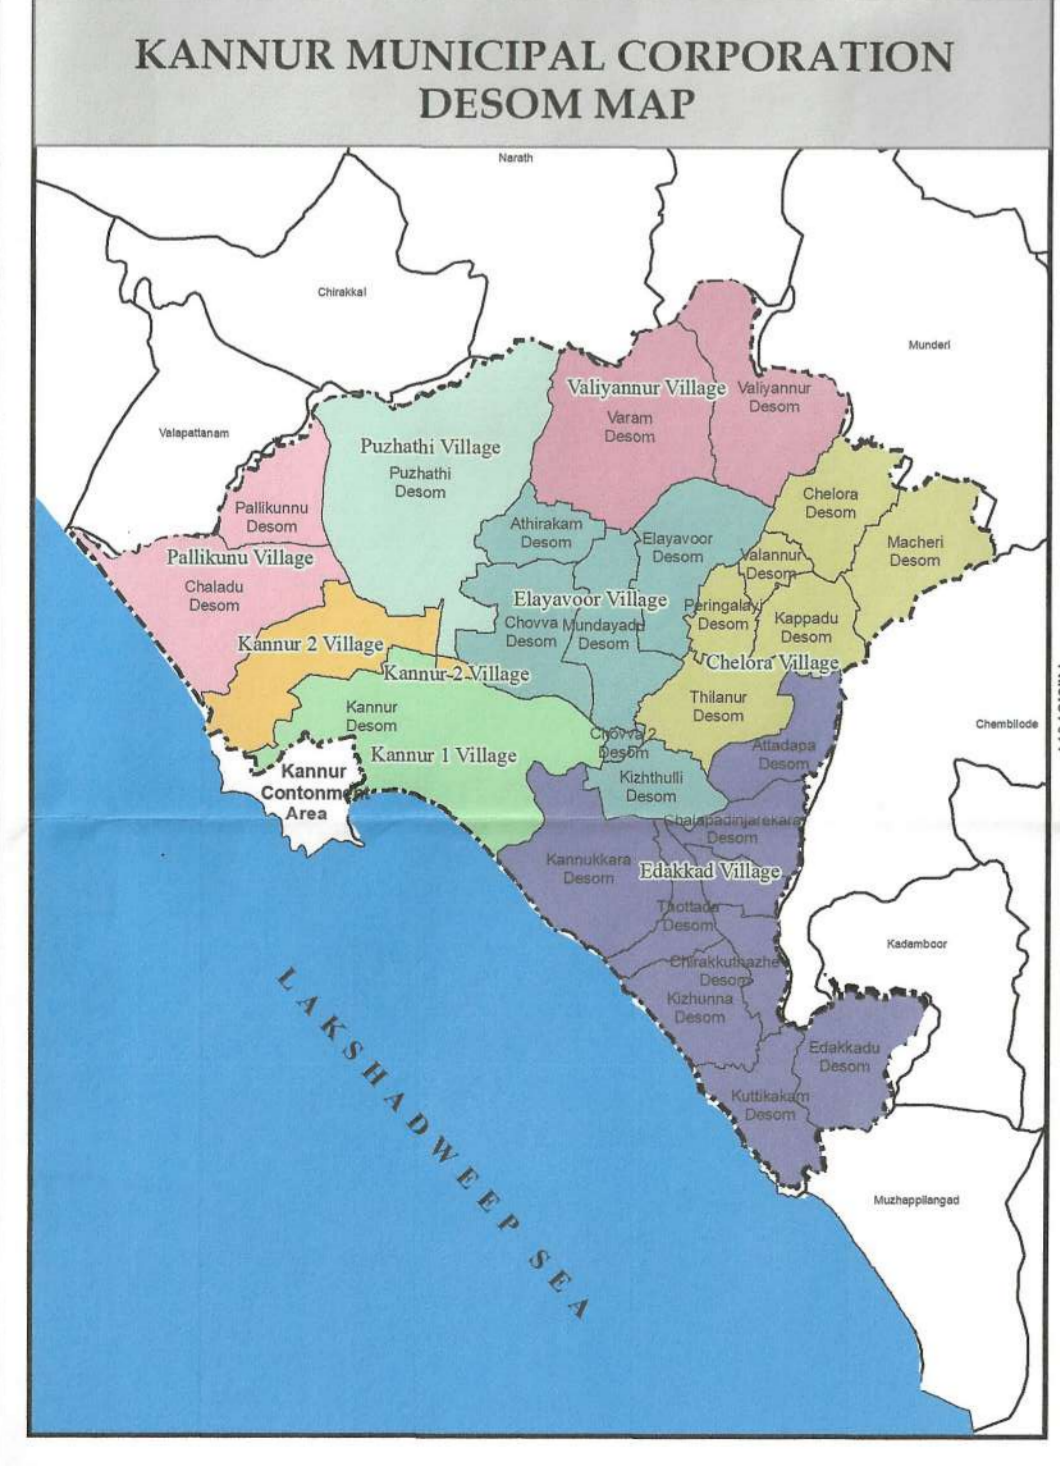 KANNUR MUNICIPAL CORPORATION
DESOM MAP
Narath
Chirakkal
Munderi
Valapattanam
Valiyannur Village
Valiyannur
Desom
Varam
Desom
Puzhathi Village
Puzhathi
Desom
Pallikunnu
Desom
Pallikunu Village
Chaladu
Desom
Chelora
Desom
Macheri
Desom
Athirakam
Desom
Elayavoor
Desom
Valannur
Desom
Elayavoor Village
Peringalayi
Desom
Kappadu
Desom
Chovva
Desom
Mundayadu
Desom
Kannur 2 Village
Kannur 2 Village
Chelora Village
Thilanur
Desom
Kannur
Desom
Kannur 1 Village
Chovva 2
Desom
Attadapa
Desom
Chembilode
Kannur
Contonment
Area
Kizhthulli
Desom
Chalapadinjarekara
Desom
Kannukkara
Desom
Edakkad Village
Thottada
Desom
Kadamboor
Chirakkuthazhe
Desom
Kizhunna
Desom
Edakkadu
Desom
Kuttikakam
Desom
LAKSHADWEEP SEA
Muzhappilangad